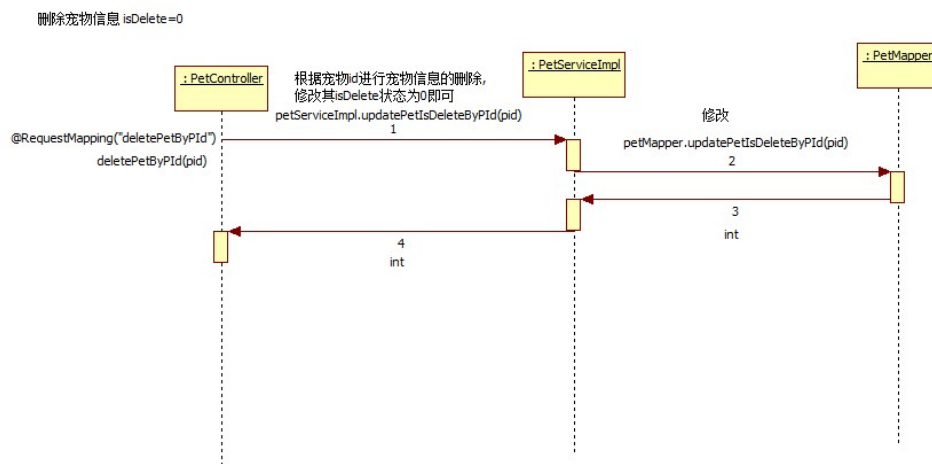 删除宠物信息 isDelete=0
: PetController
: PetServiceImpl
: PetMapper
根据宠物id进行宠物信息的删除,
修改其isDelete状态为0即可
petServiceImpl.updatePetIsDeleteByPId(pid)
1
修改
@RequestMapping("deletePetByPId")
deletePetByPId(pid)
petMapper.updatePetIsDeleteByPId(pid)
2
3
int
4
int